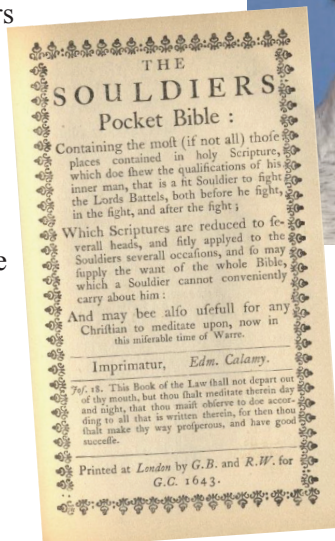 rs
e
THE
SOULDIERS
Pocket Bible :
Containing the moſt (if not all) thoſe
places contained in holy Scripture,
which doe ſhew the qualifications of his
inner man, that is a fit Souldier to fight
the Lords Battels, both before he fight,
in the fight, and after the fight ;
Which Scriptures are reduced to ſe-
verall heads, and fitly applyed to the
Souldiers severall occaſions, and ſo may
ſupply the want of the whole Bible,
which a Souldier cannot conveniently
carry about him :
And may bee alſo uſefull for any
Chriſtian to meditate upon, now in
this miſerable time of Warre.
Imprimatur, Edm. Calamy.
Joſ. 18. This Book of the Law ſhall not depart out
of thy mouth, but thou ſhalt meditate therein day
and night, that thou maiſt obſerve to doe accor-
ding to all that is written therein, for then thou
ſhalt make thy way proſperous, and have good
ſucceſſe.
Printed at London by G.B. and R.W. for
G.C. 1643.